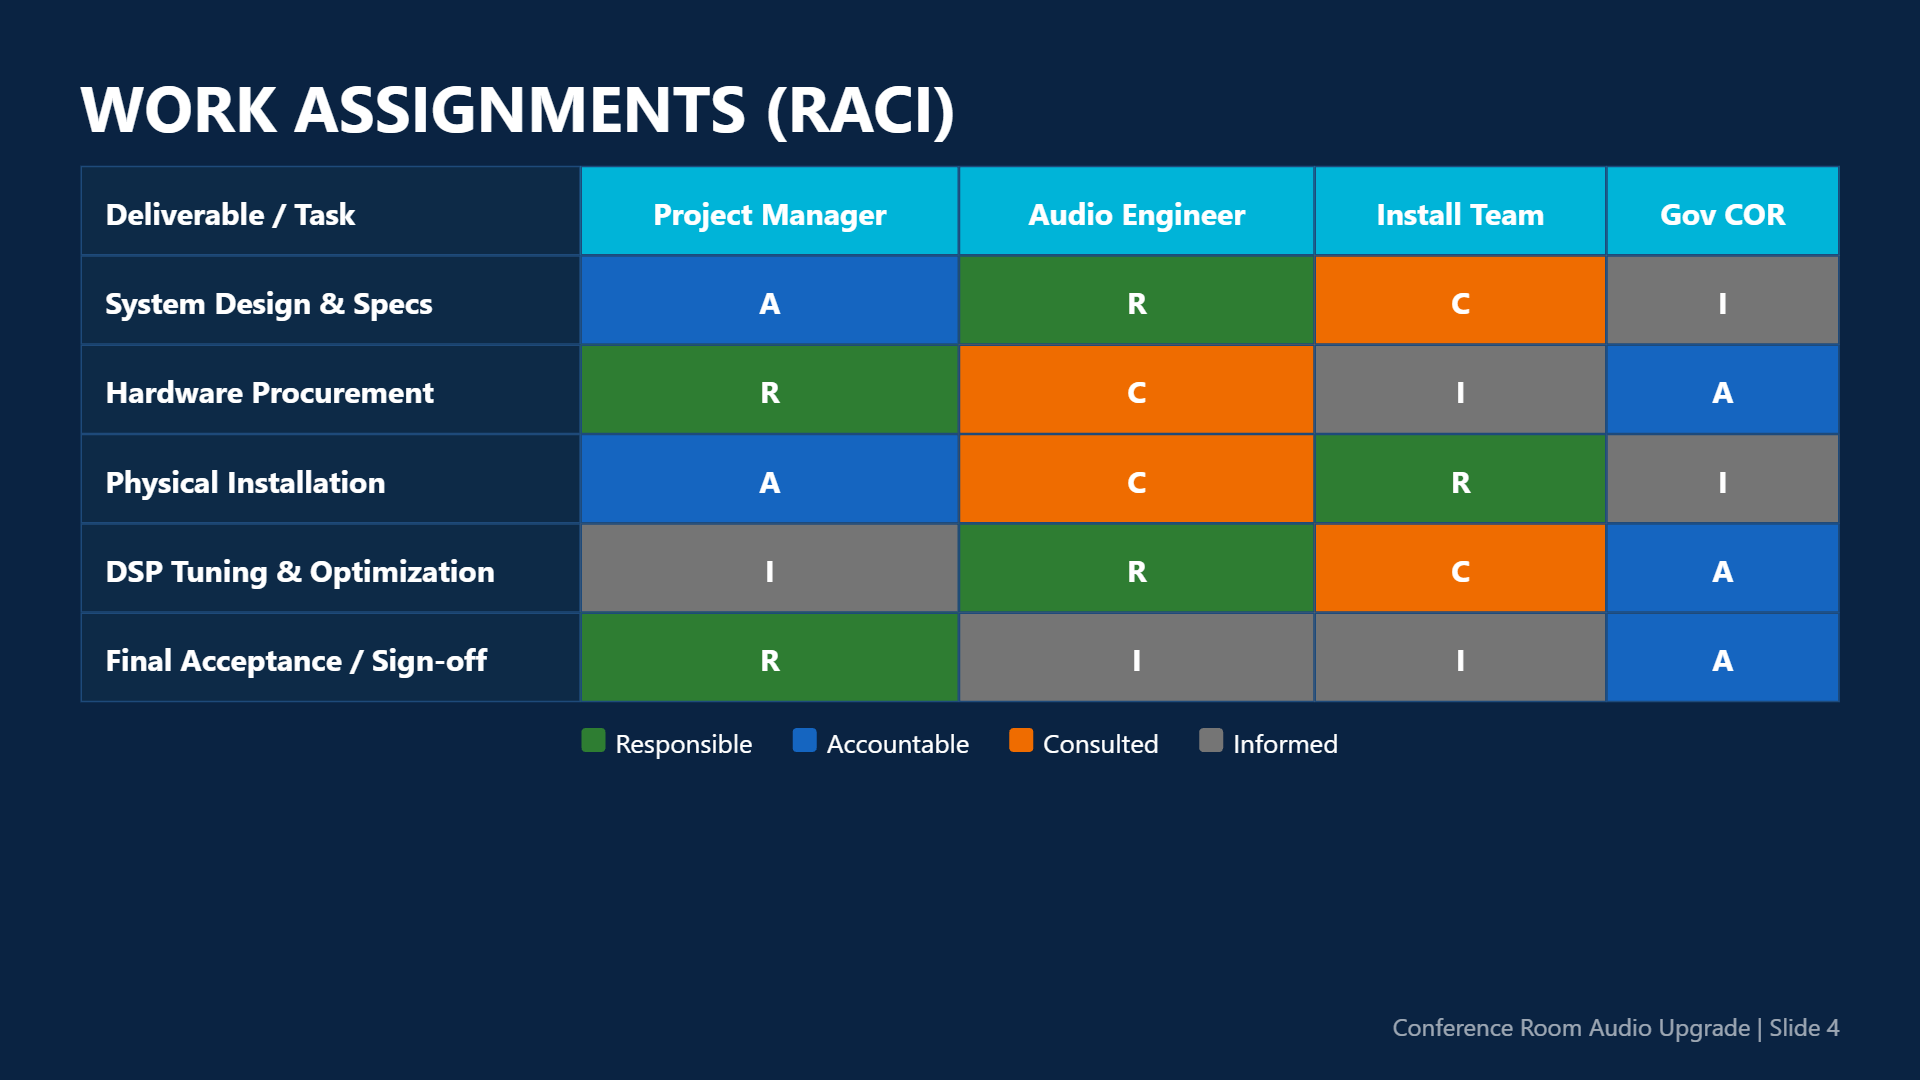 WORK ASSIGNMENTS (RACI)
Deliverable / Task Project Manager Audio Engineer Install Team Gov COR
System Design & Specs A R C I
Hardware Procurement R C I A
Physical Installation A C R I
DSP Tuning & Optimization I R C A
Final Acceptance / Sign-off R I I A
Responsible Accountable Consulted Informed
Conference Room Audio Upgrade | Slide 4